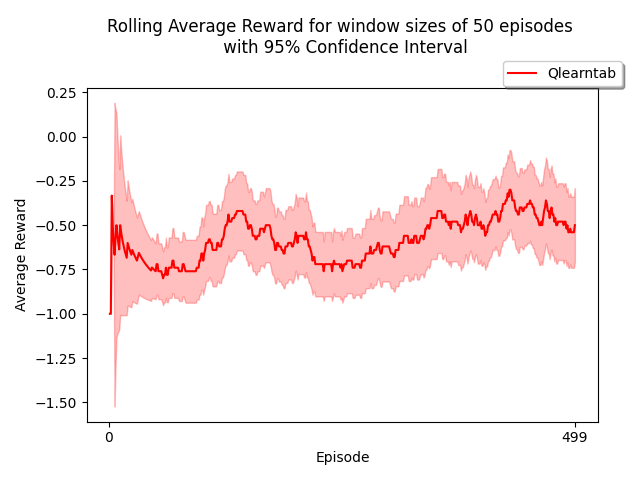 Rolling Average Reward for window sizes of 50 episodes
with 95% Confidence Interval
Qlearntab
Average Reward
0.25
0.00
−0.25
−0.50
−0.75
−1.00
−1.25
−1.50
0
499
Episode